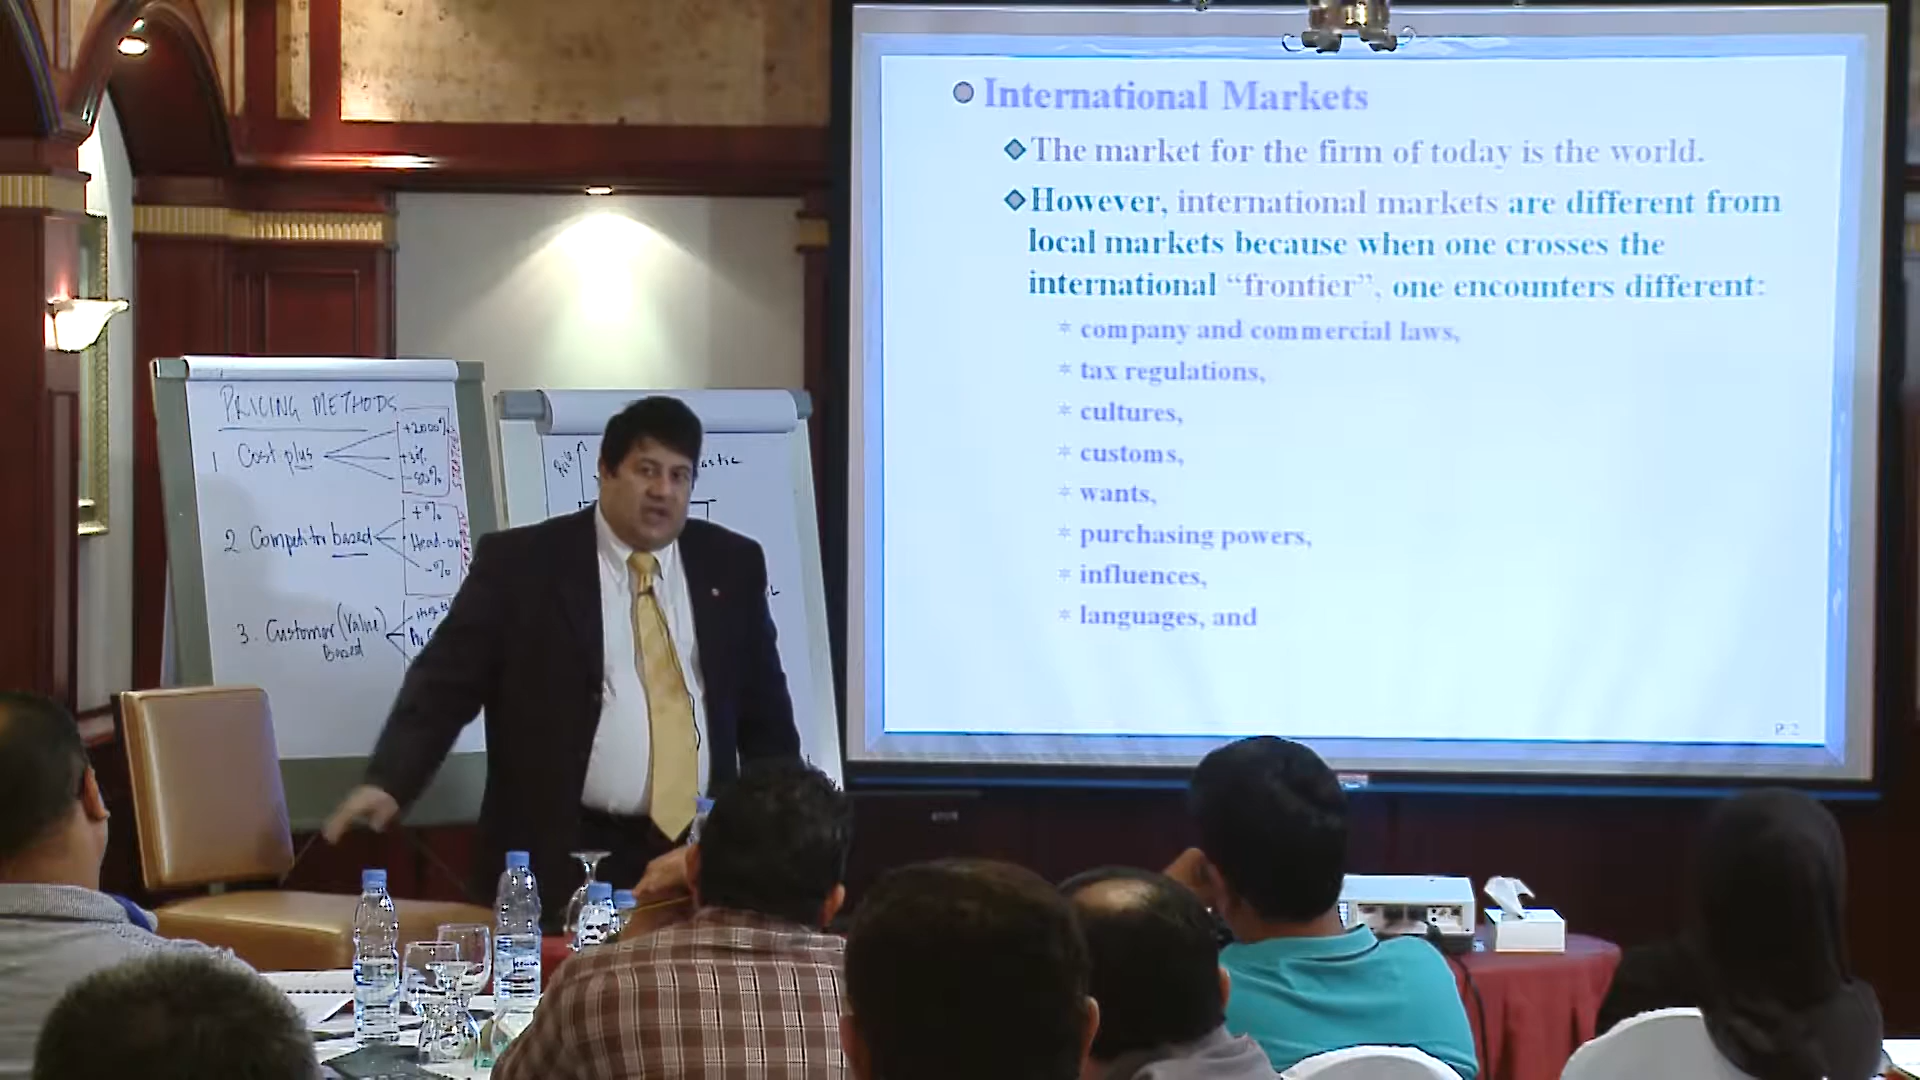 International Markets
The market for the firm of today is the world.
However, international markets are different from
local markets because when one crosses the
international “frontier”, one encounters different:
company and commercial laws,
tax regulations,
cultures,
customs,
wants,
purchasing powers,
influences,
languages, and
P. 2
PRICING METHODS
1 Cost plus
+2000%
+3%
2 Competitor based
+%
Head-on
-%
3. Customer (Value)
Based